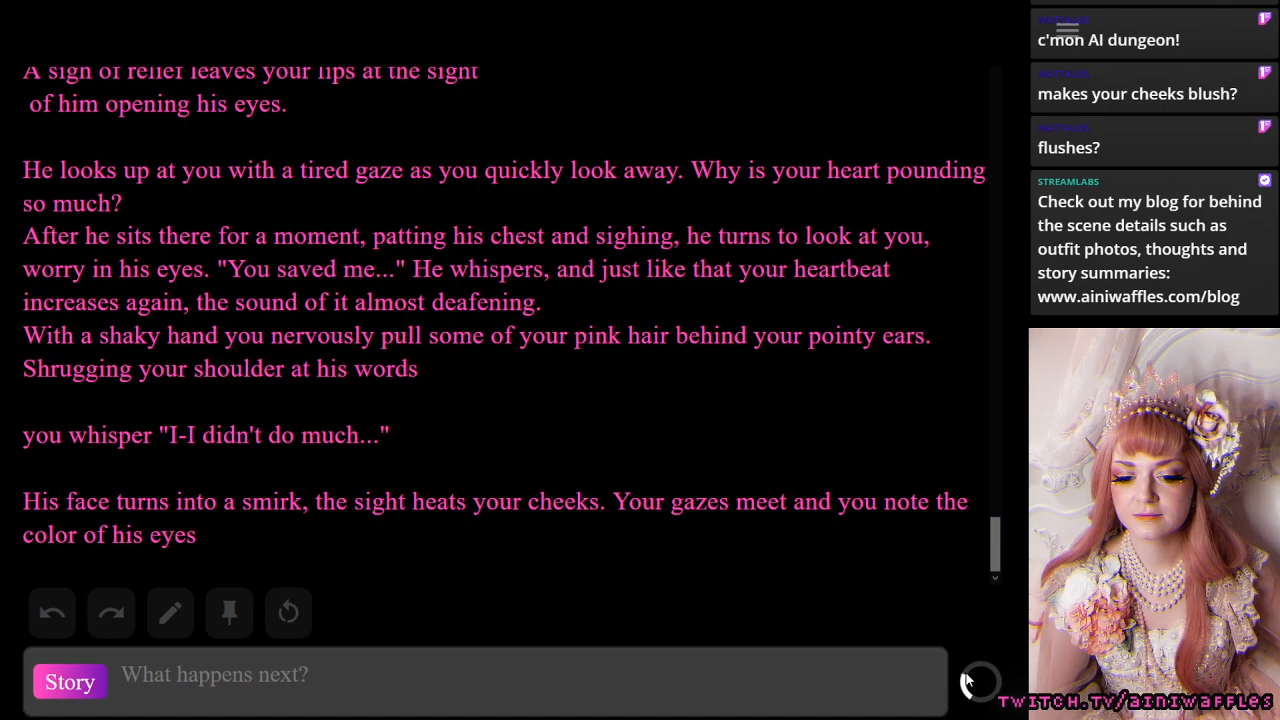 A sigh of relief leaves your lips at the sight
of him opening his eyes.
He looks up at you with a tired gaze as you quickly look away. Why is your heart pounding
so much?
After he sits there for a moment, patting his chest and sighing, he turns to look at you,
worry in his eyes. "You saved me..." He whispers, and just like that your heartbeat
increases again, the sound of it almost deafening.
With a shaky hand you nervously pull some of your pink hair behind your pointy ears.
Shrugging your shoulder at his words
you whisper "I-I didn't do much..."
His face turns into a smirk, the sight heats your cheeks. Your gazes meet and you note the
color of his eyes
Story What happens next?
c'mon AI dungeon!
makes your cheeks blush?
flushes?
STREAMLABS
Check out my blog for behind
the scene details such as
outfit photos, thoughts and
story summaries:
www.ainiwaffles.com/blog
TWITCH.TV/AINIWAFFLES